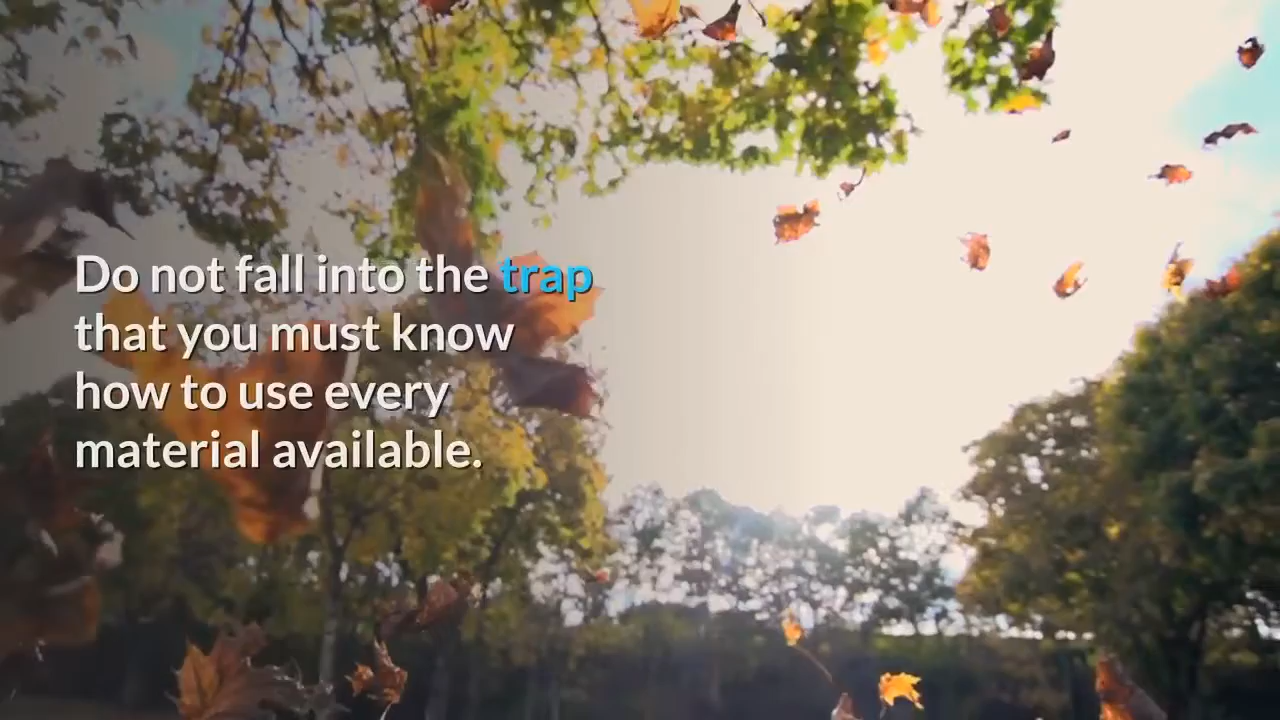 Do not fall into the trap
that you must know
how to use every
material available.